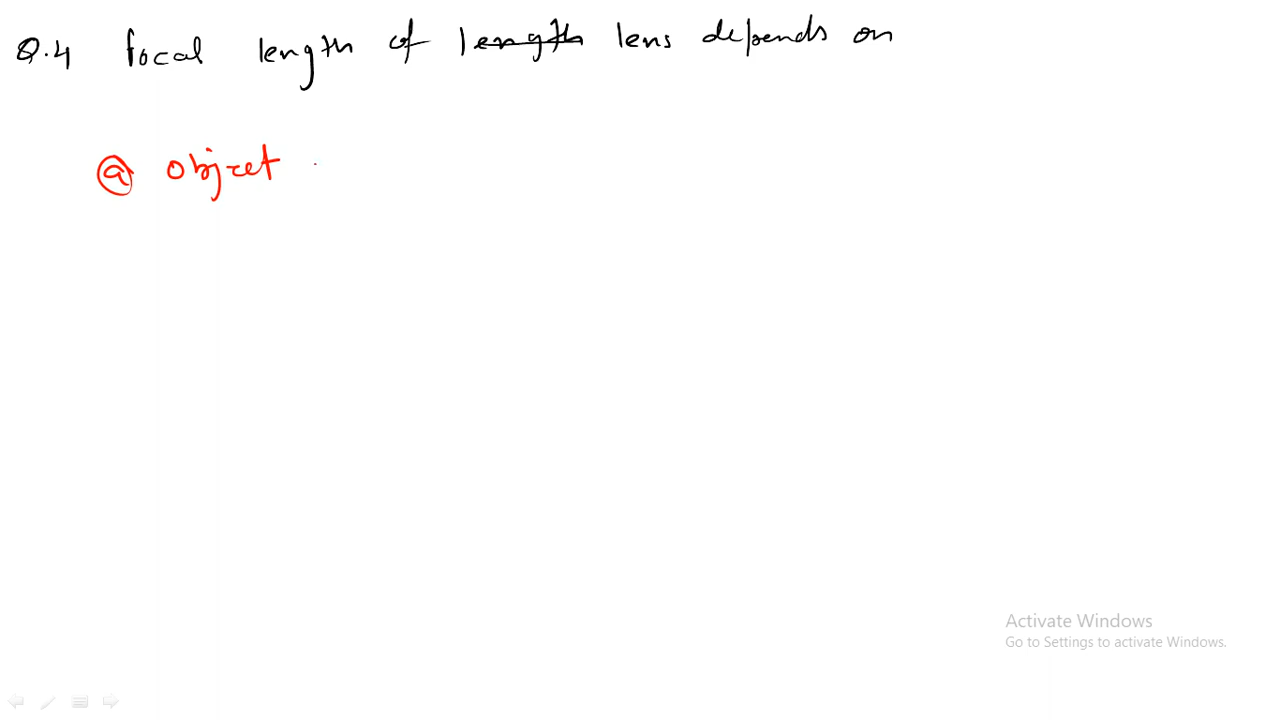 Q.4 focal length of length lens depends on
ⓐ object
Activate Windows
Go to Settings to activate Windows.